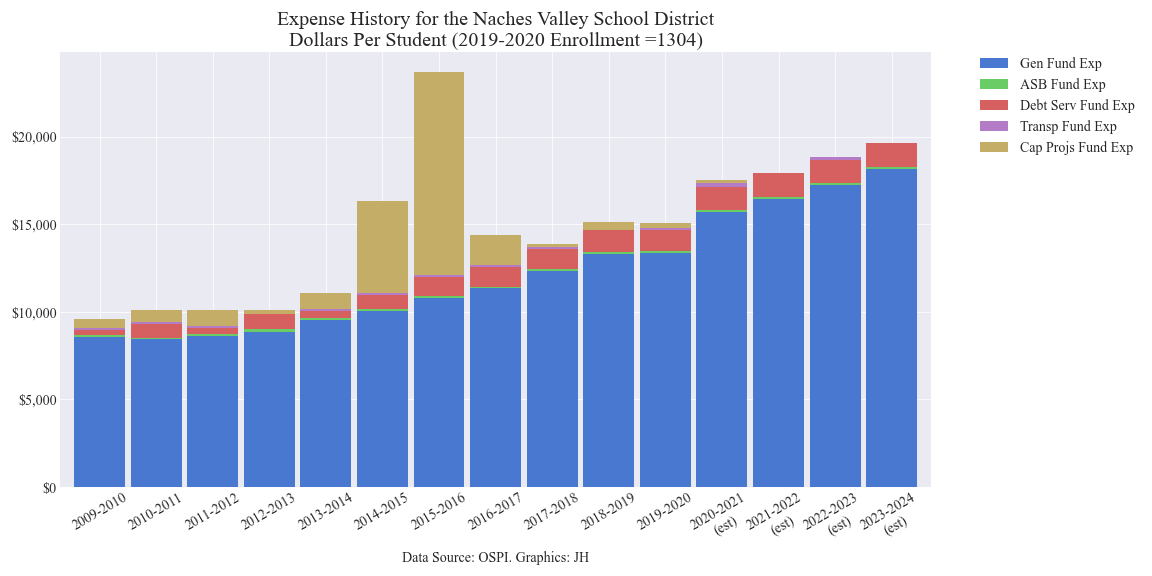 Expense History for the Naches Valley School District
Dollars Per Student (2019-2020 Enrollment =1304)
Gen Fund Exp
ASB Fund Exp
Debt Serv Fund Exp
Transp Fund Exp
Cap Projs Fund Exp
$20,000
$15,000
$10,000
$5,000
$0
2009-2010
2010-2011
2011-2012
2012-2013
2013-2014
2014-2015
2015-2016
2016-2017
2017-2018
2018-2019
2019-2020
2020-2021
(est)
2021-2022
(est)
2022-2023
(est)
2023-2024
(est)
Data Source: OSPI. Graphics: JH